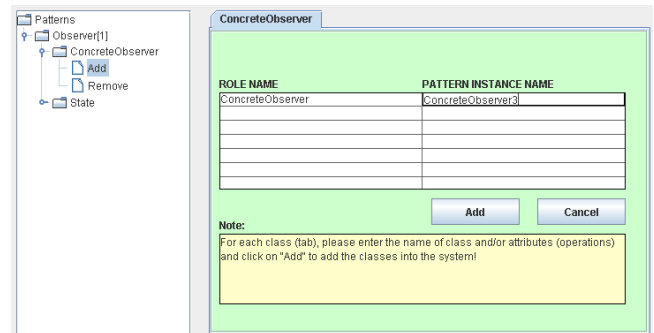 Patterns
Observer[1]
ConcreteObserver
Add
Remove
State
ConcreteObserver
ROLE NAME PATTERN INSTANCE NAME
ConcreteObserver ConcreteObserver3
Add Cancel
Note:
For each class (tab), please enter the name of class and/or attributes (operations)
and click on "Add" to add the classes into the system!